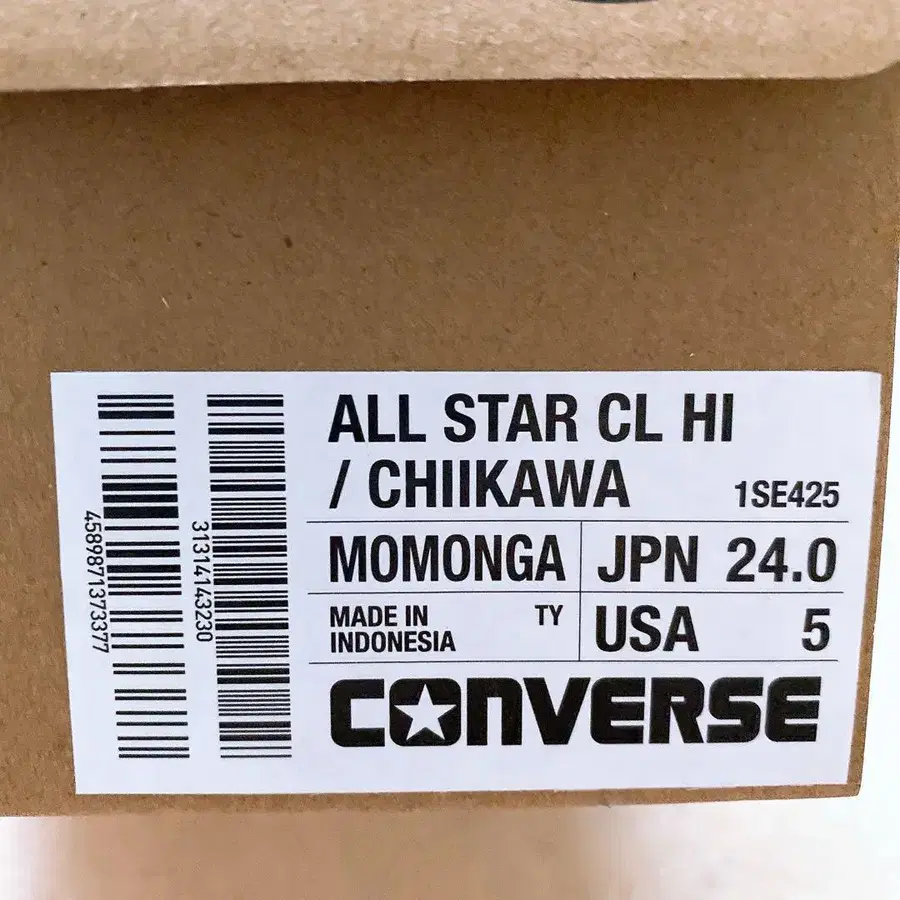 ALL STAR CL HI
/ CHIIKAWA 1SE425
MOMONGA JPN 24.0
MADE IN INDONESIA TY USA 5
CONVERSE
4589871373377
31314143230